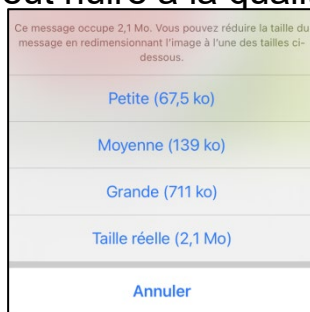 Ce message occupe 2,1 Mo. Vous pouvez réduire la taille du
message en redimensionnant l'image à l'une des tailles ci-
dessous.
Petite (67,5 ko)
Moyenne (139 ko)
Grande (711 ko)
Taille réelle (2,1 Mo)
Annuler